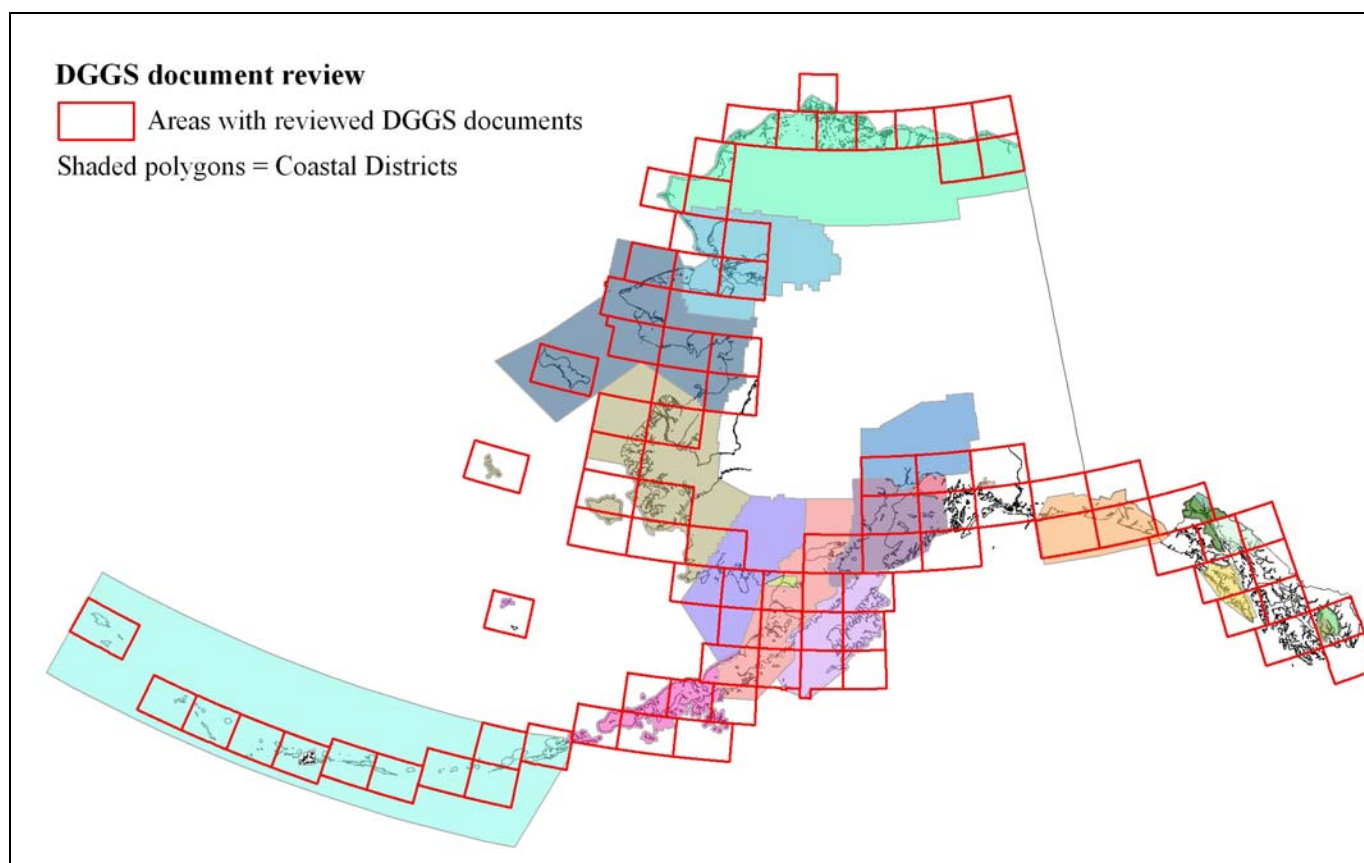 DGGS document review
Areas with reviewed DGGS documents
Shaded polygons = Coastal Districts